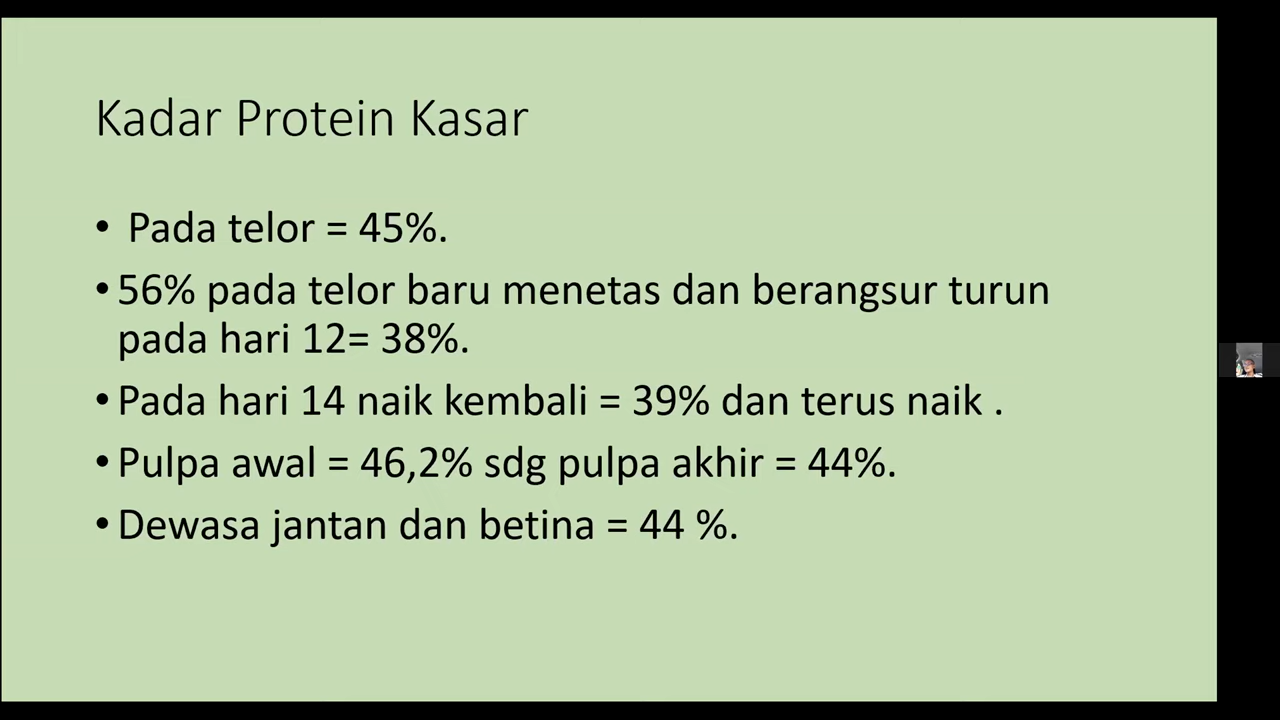 Kadar Protein Kasar
• Pada telor = 45%.
• 56% pada telor baru menetas dan berangsur turun
pada hari 12= 38%.
• Pada hari 14 naik kembali = 39% dan terus naik .
• Pulpa awal = 46,2% sdg pulpa akhir = 44%.
• Dewasa jantan dan betina = 44 %.